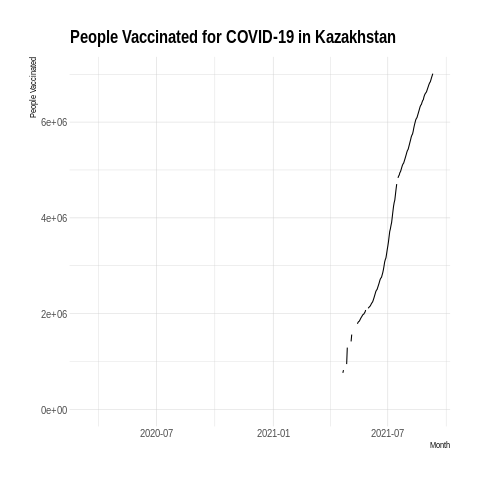 People Vaccinated for COVID-19 in Kazakhstan
People Vaccinated
6e+06
4e+06
2e+06
0e+00
2020-07 2021-01 2021-07
Month